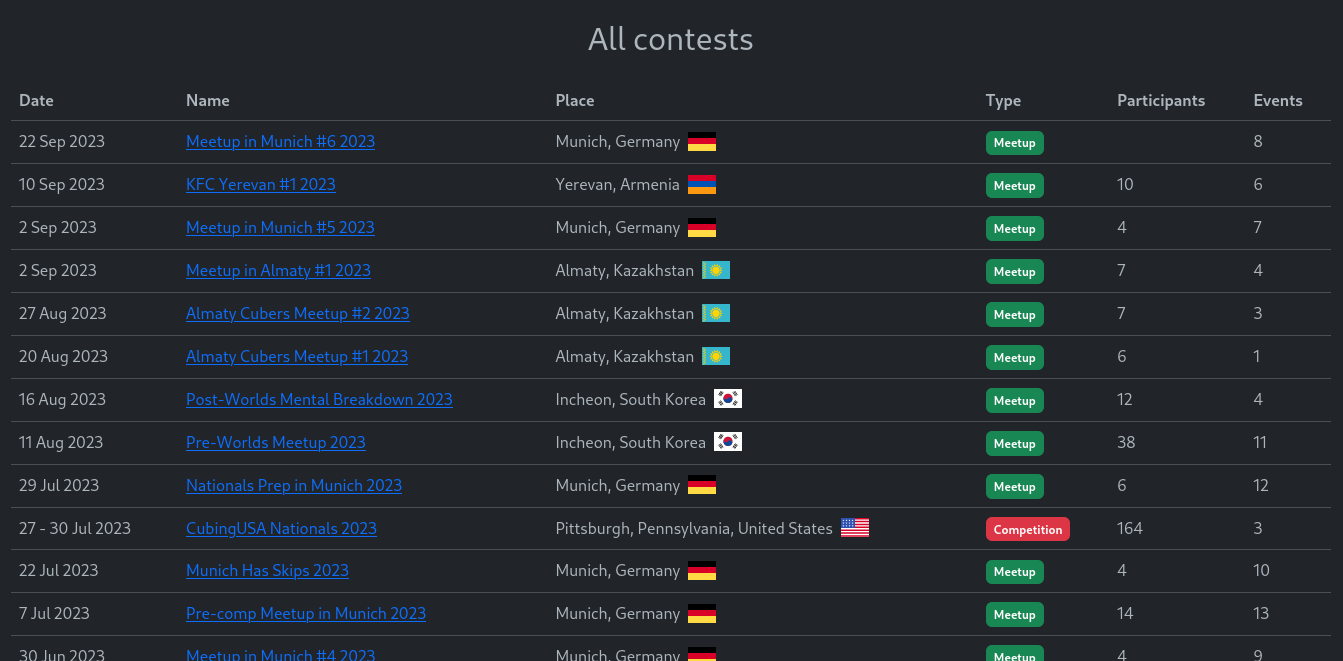 All contests
Date Name Place Type Participants Events
22 Sep 2023 Meetup in Munich #6 2023 Munich, Germany Meetup 8
10 Sep 2023 KFC Yerevan #1 2023 Yerevan, Armenia Meetup 10 6
2 Sep 2023 Meetup in Munich #5 2023 Munich, Germany Meetup 4 7
2 Sep 2023 Meetup in Almaty #1 2023 Almaty, Kazakhstan Meetup 7 4
27 Aug 2023 Almaty Cubers Meetup #2 2023 Almaty, Kazakhstan Meetup 7 3
20 Aug 2023 Almaty Cubers Meetup #1 2023 Almaty, Kazakhstan Meetup 6 1
16 Aug 2023 Post-Worlds Mental Breakdown 2023 Incheon, South Korea Meetup 12 4
11 Aug 2023 Pre-Worlds Meetup 2023 Incheon, South Korea Meetup 38 11
29 Jul 2023 Nationals Prep in Munich 2023 Munich, Germany Meetup 6 12
27 - 30 Jul 2023 CubingUSA Nationals 2023 Pittsburgh, Pennsylvania, United States Competition 164 3
22 Jul 2023 Munich Has Skips 2023 Munich, Germany Meetup 4 10
7 Jul 2023 Pre-comp Meetup in Munich 2023 Munich, Germany Meetup 14 13
30 Jun 2023 Meetup in Munich #4 2023 Munich, Germany Meetup 4 9